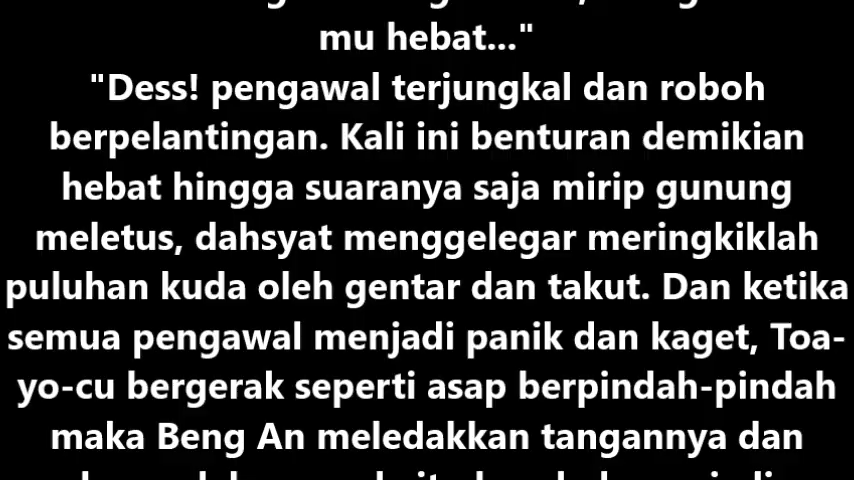 mu hebat..."
"Dess! pengawal terjungkal dan roboh
berpelantingan. Kali ini benturan demikian
hebat hingga suaranya saja mirip gunung
meletus, dahsyat menggelegar meringkiklah
puluhan kuda oleh gentar dan takut. Dan ketika
semua pengawal menjadi panik dan kaget, Toa-
yo-cu bergerak seperti asap berpindah-pindah
maka Beng An meledakkan tangannya dan